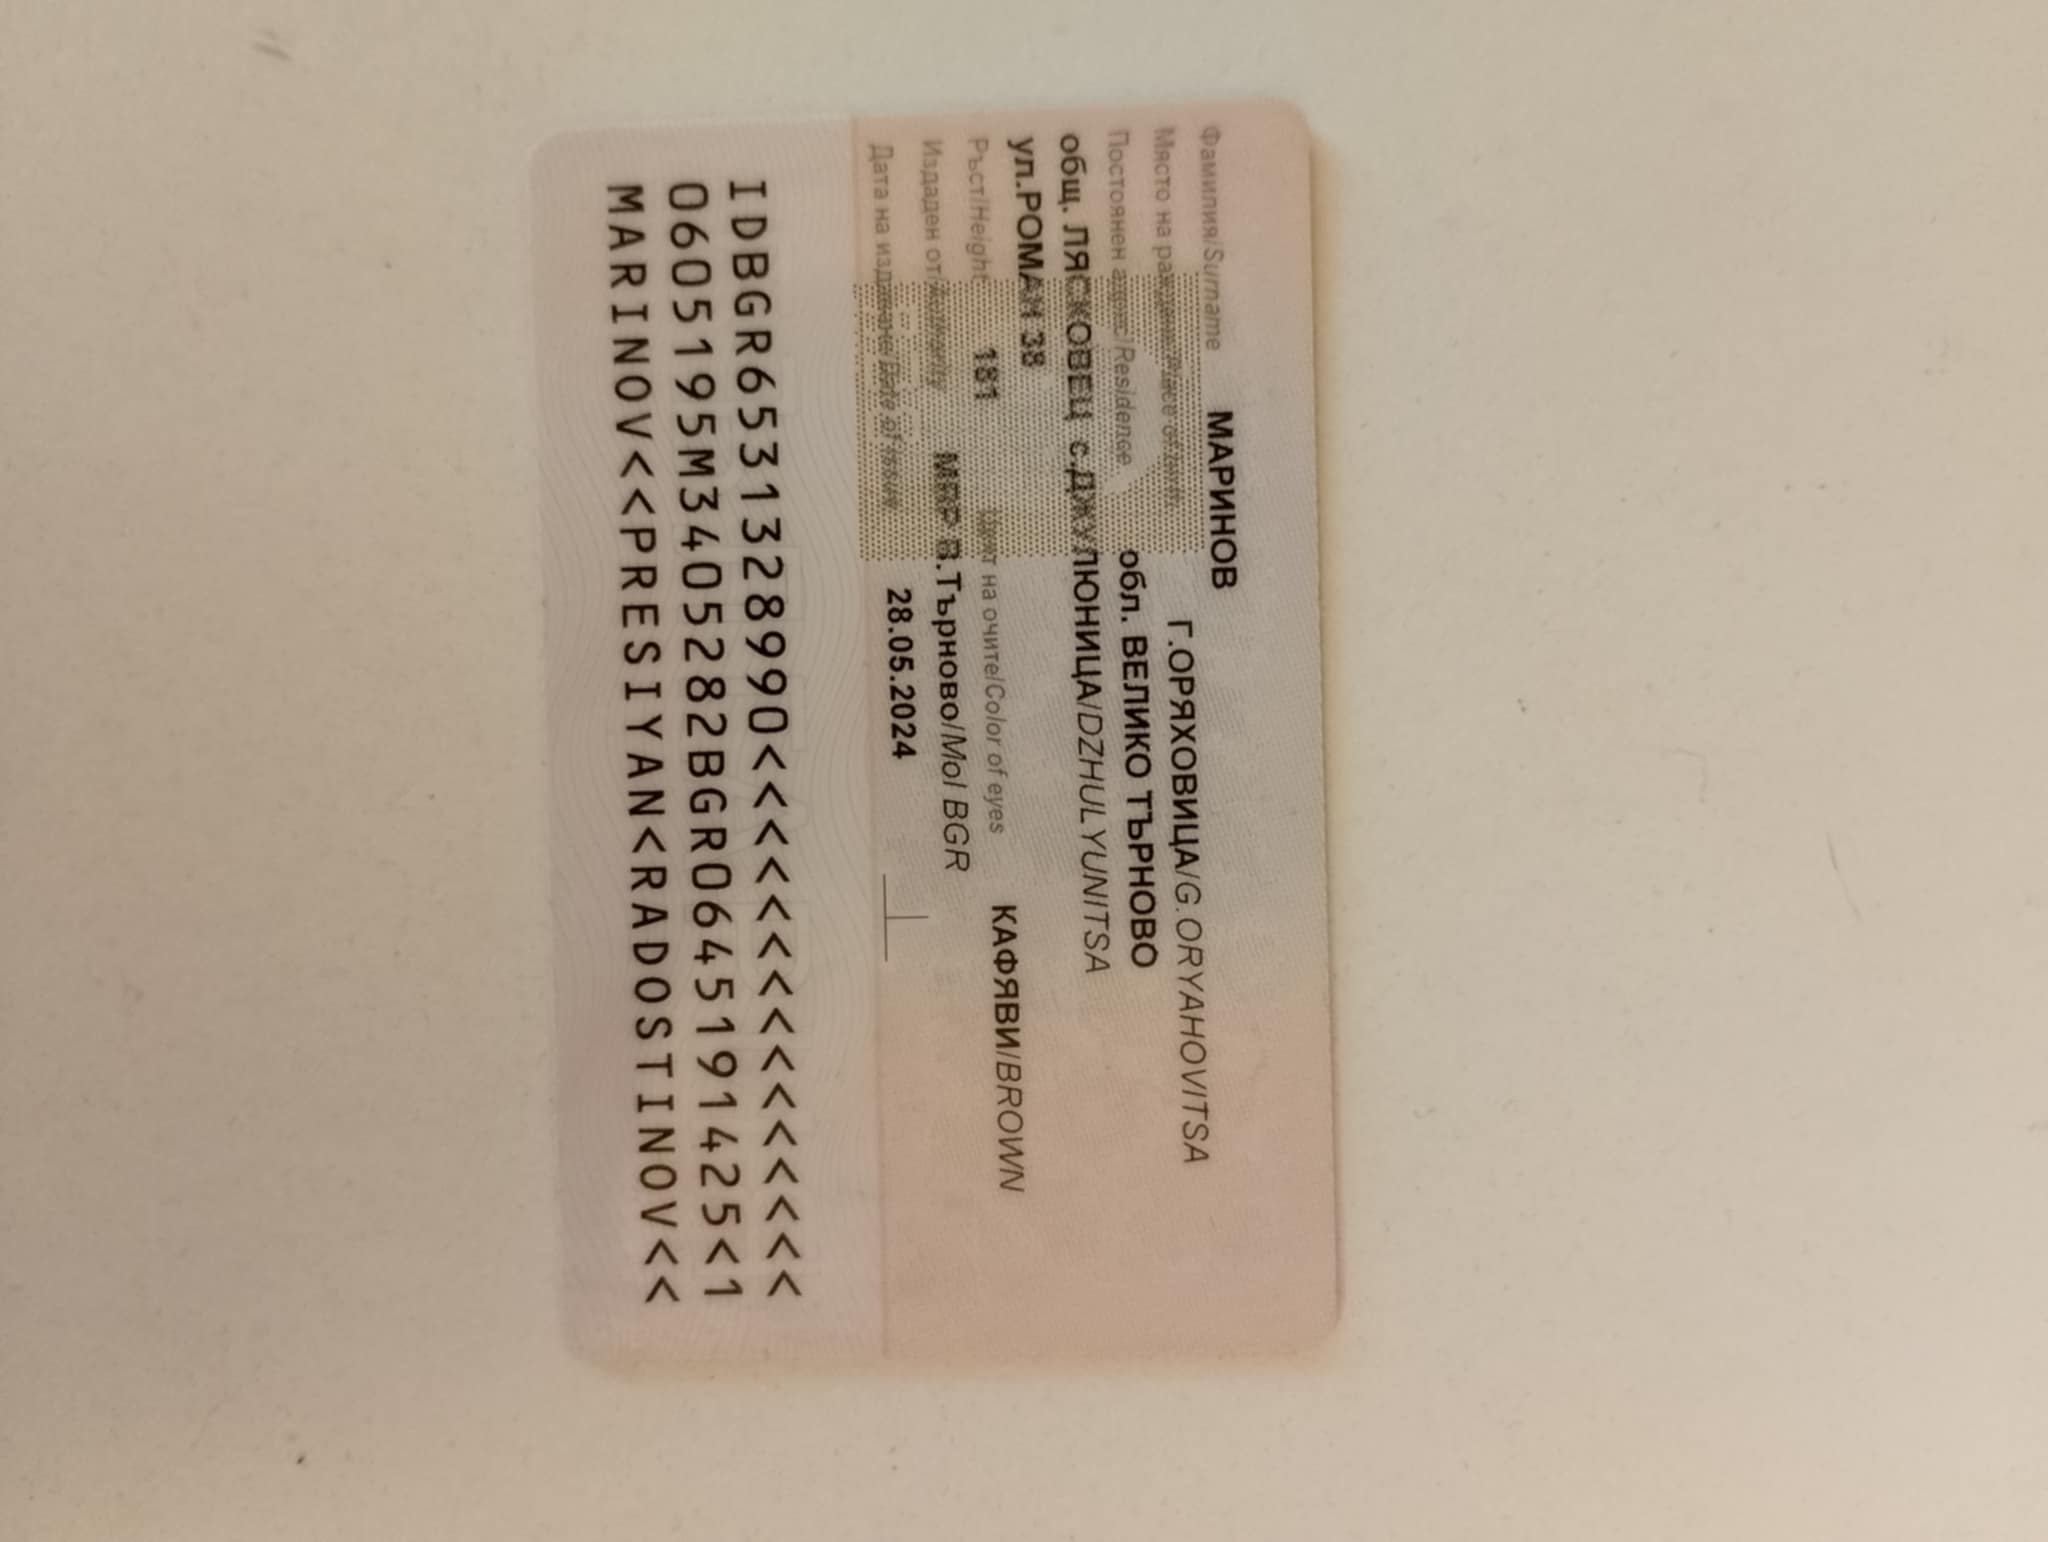 Фамилия/Surname МАРИНОВ
Място на раждане/Place of birth Г.ОРЯХОВИЦА/G.ORYAHOVITSA
Постоянен адрес/Residence обл. ВЕЛИКО ТЪРНОВО
общ. ЛЯСКОВЕЦ с.ДЖУЛЮНИЦА/DZHULYUNITSA
ул.РОМАН 38
Ръст/Height 181 Цвят на очите/Color of eyes КАФЯВИ/BROWN
Издаден от/Authority МВР В.Търново/MoI BGR
Дата на издаване/Date of issue 28.05.2024
IDBGR6531328990<<<<<<<<<<<<<<<
0605195M3405282BGR0645191425<1
MARINOV<<PRESIYAN<RADOSTINOV<<